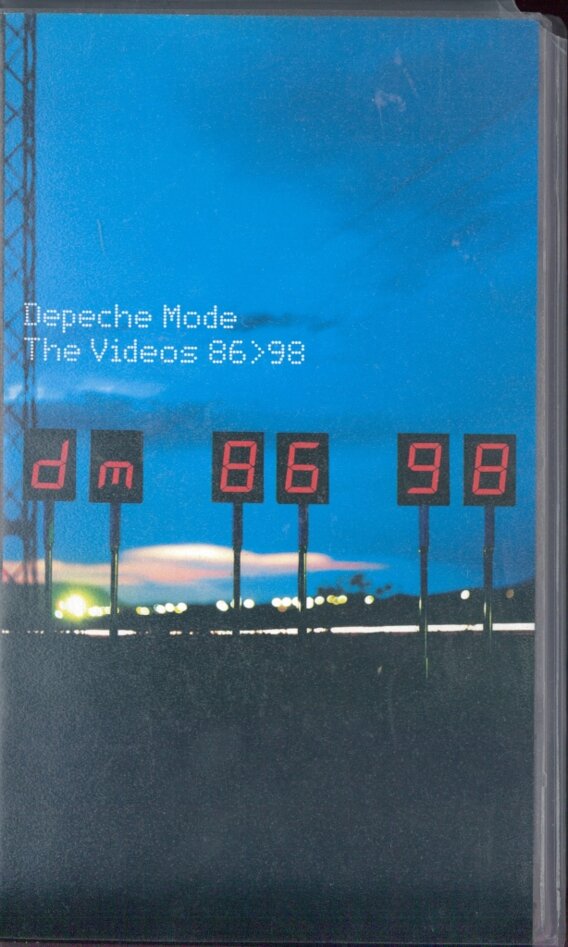 Depeche Mode
The Videos 86>98
dm 86 98